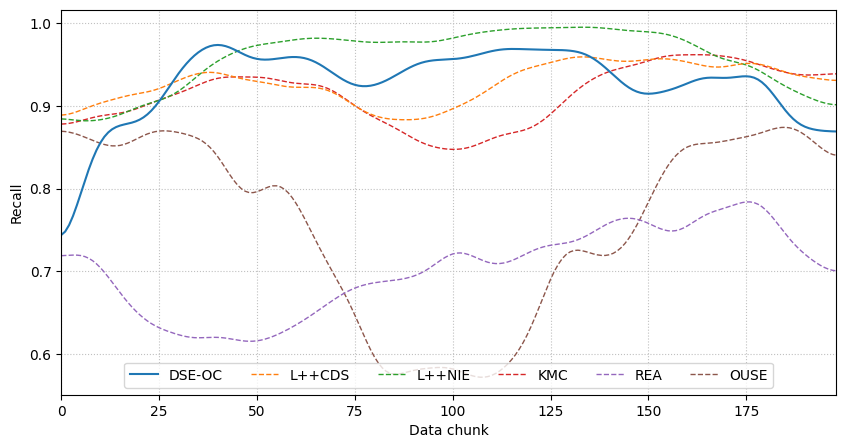 1.0
0.9
0.8
0.7
0.6
Recall
DSE-OC L++CDS L++NIE KMC REA OUSE
0 25 50 75 100 125 150 175
Data chunk